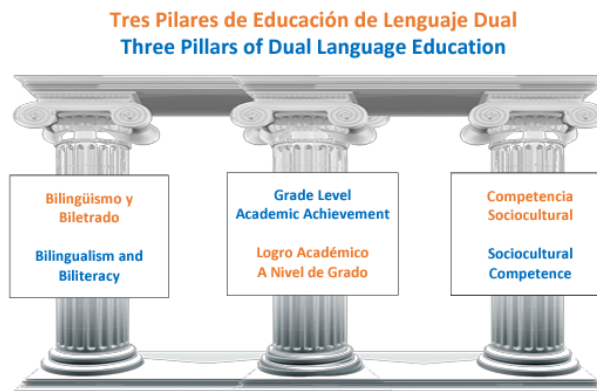 Tres Pilares de Educación de Lenguaje Dual
Three Pillars of Dual Language Education
Bilingüismo y
Biletrado
Bilingualism and
Biliteracy
Grade Level
Academic Achievement
Logro Académico
A Nivel de Grado
Competencia
Sociocultural
Sociocultural
Competence